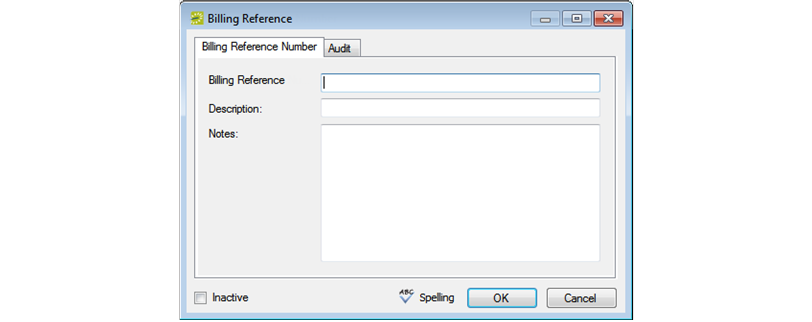 Billing Reference
Billing Reference Number
Audit
Billing Reference
Description:
Notes:
Inactive
ABC
Spelling
OK
Cancel